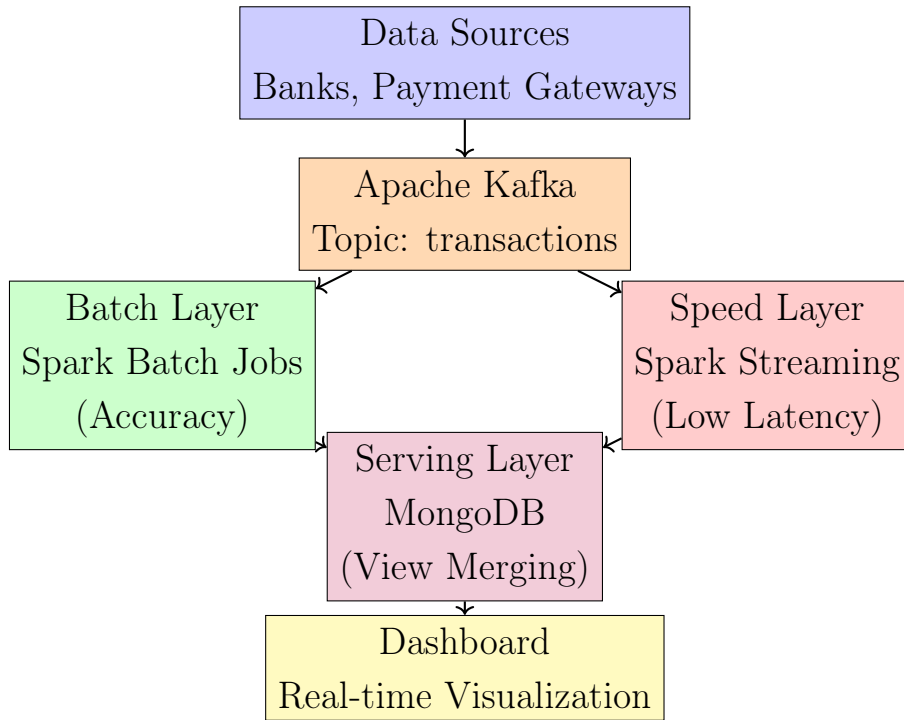 Data Sources
Banks, Payment Gateways
Apache Kafka
Topic: transactions
Batch Layer
Spark Batch Jobs
(Accuracy)
Speed Layer
Spark Streaming
(Low Latency)
Serving Layer
MongoDB
(View Merging)
Dashboard
Real-time Visualization